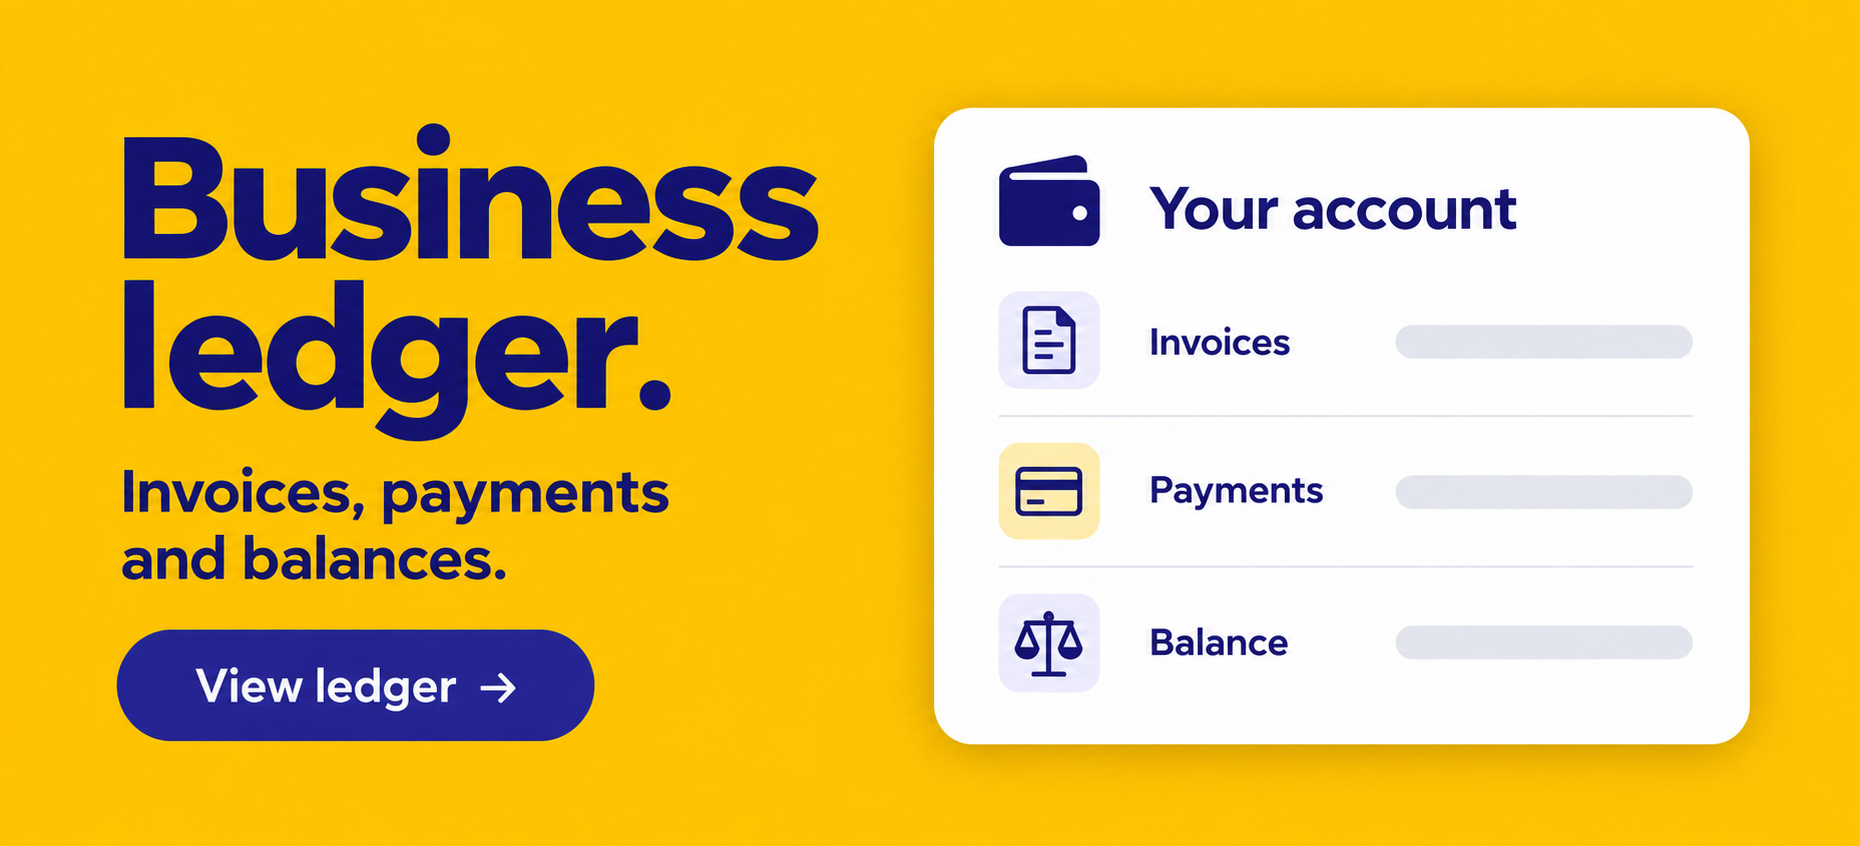 Business
ledger.
Invoices, payments
and balances.
View ledger →
Your account
Invoices
Payments
Balance